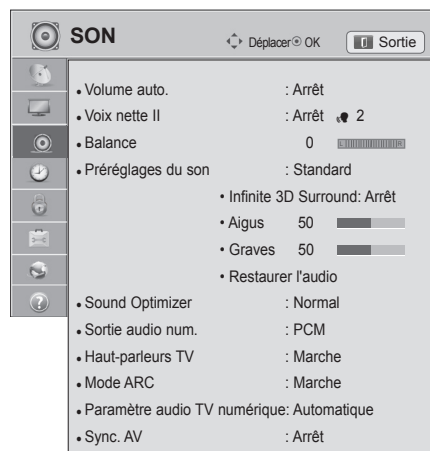 SON Déplacer OK Sortie
• Volume auto. : Arrêt
• Voix nette II : Arrêt 2
• Balance 0 L R
• Préréglages du son : Standard
• Infinite 3D Surround: Arrêt
• Aigus 50
• Graves 50
• Restaurer l'audio
• Sound Optimizer : Normal
• Sortie audio num. : PCM
• Haut-parleurs TV : Marche
• Mode ARC : Marche
• Paramètre audio TV numérique: Automatique
• Sync. AV : Arrêt
?